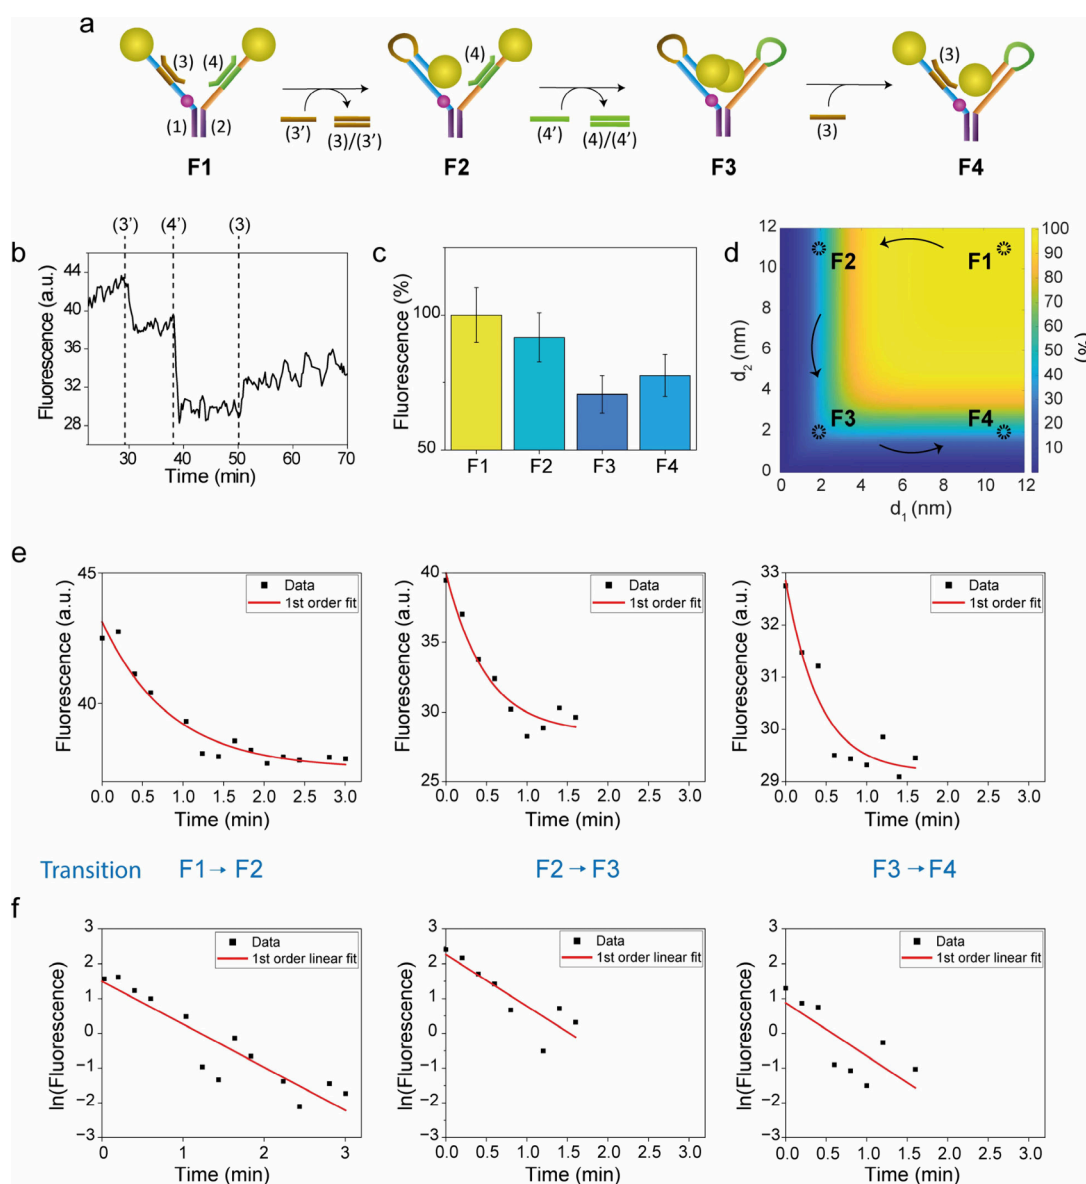 a
(3) (4) (4) (3)
(1) (2) (3') (3)/(3') (4') (4)/(4') (3)
F1 F2 F3 F4
b
(3') (4') (3)
44
40
36
32
28
Fluorescence (a.u.)
30 40 50 60 70
Time (min)
c
100
50
Fluorescence (%)
F1 F2 F3 F4
d
12
10
8
6
4
2
0
d2 (nm)
F2 F1
F3 F4
0 2 4 6 8 10 12
d1 (nm)
100
90
80
70
60
50
40
30
20
10
(%)
e
45
40
Fluorescence (a.u.)
Data
1st order fit
0.0 0.5 1.0 1.5 2.0 2.5 3.0
Time (min)
40
35
30
25
Fluorescence (a.u.)
Data
1st order fit
0.0 0.5 1.0 1.5 2.0 2.5 3.0
Time (min)
33
32
31
30
29
Fluorescence (a.u.)
Data
1st order fit
0.0 0.5 1.0 1.5 2.0 2.5 3.0
Time (min)
Transition F1→ F2 F2→ F3 F3→F4
f
3
2
1
0
−1
−2
−3
ln(Fluorescence)
Data
1st order linear fit
0 1 2 3
Time (min)
3
2
1
0
−1
−2
−3
ln(Fluorescence)
Data
1st order linear fit
0.0 0.5 1.0 1.5 2.0 2.5 3.0
Time (min)
3
2
1
0
−1
−2
−3
ln(Fluorescence)
Data
1st order linear fit
0.0 0.5 1.0 1.5 2.0 2.5 3.0
Time (min)